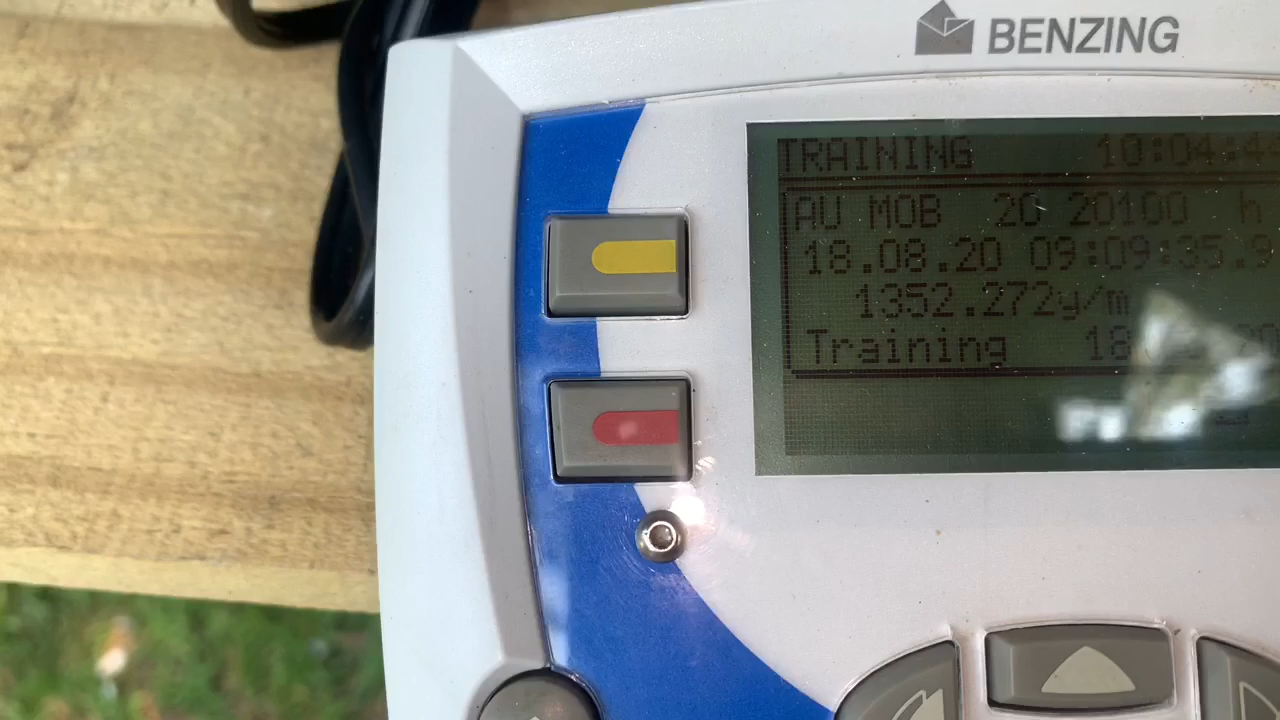 BENZING
TRAINING 10:04:4
AU MOB 20 20100 h
18.08.20 09:09:35.9
1352.272y/m
Training 18